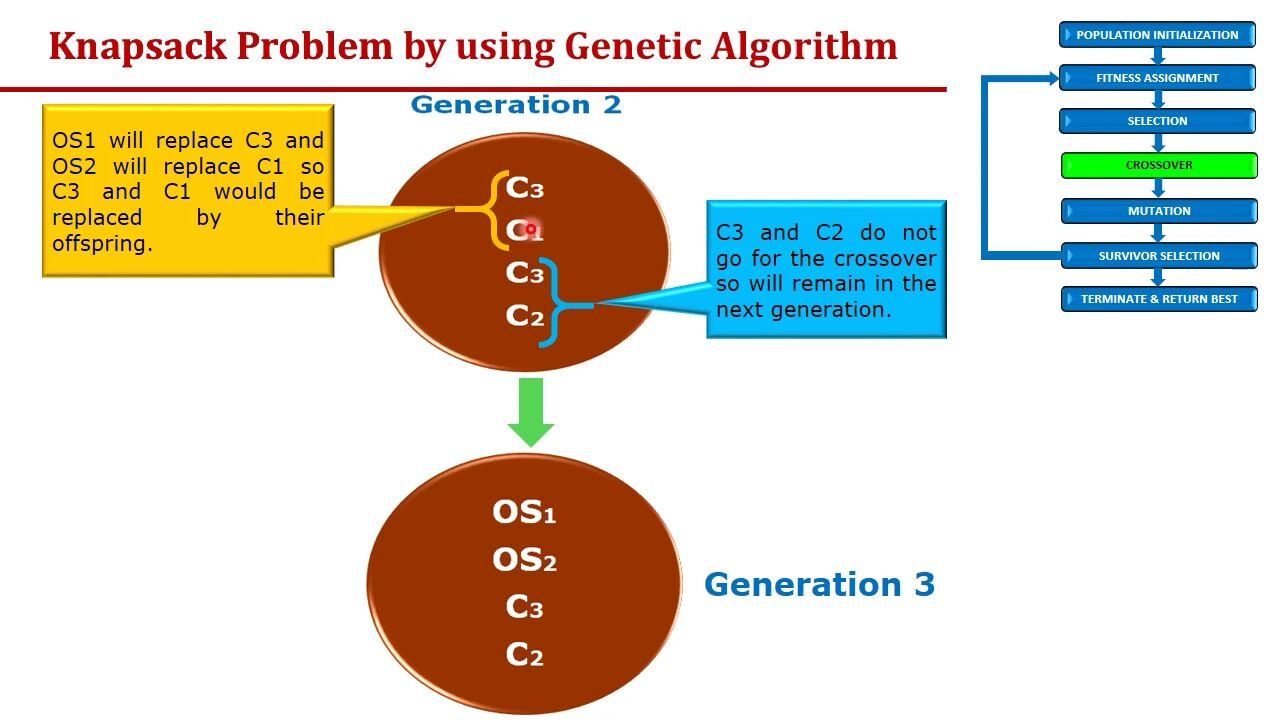 Knapsack Problem by using Genetic Algorithm
Generation 2
OS1 will replace C3 and
OS2 will replace C1 so
C3 and C1 would be
replaced by their
offspring.
C3
C1
C3
C2
C3 and C2 do not
go for the crossover
so will remain in the
next generation.
OS1
OS2
C3
C2
Generation 3
POPULATION INITIALIZATION
FITNESS ASSIGNMENT
SELECTION
CROSSOVER
MUTATION
SURVIVOR SELECTION
TERMINATE & RETURN BEST